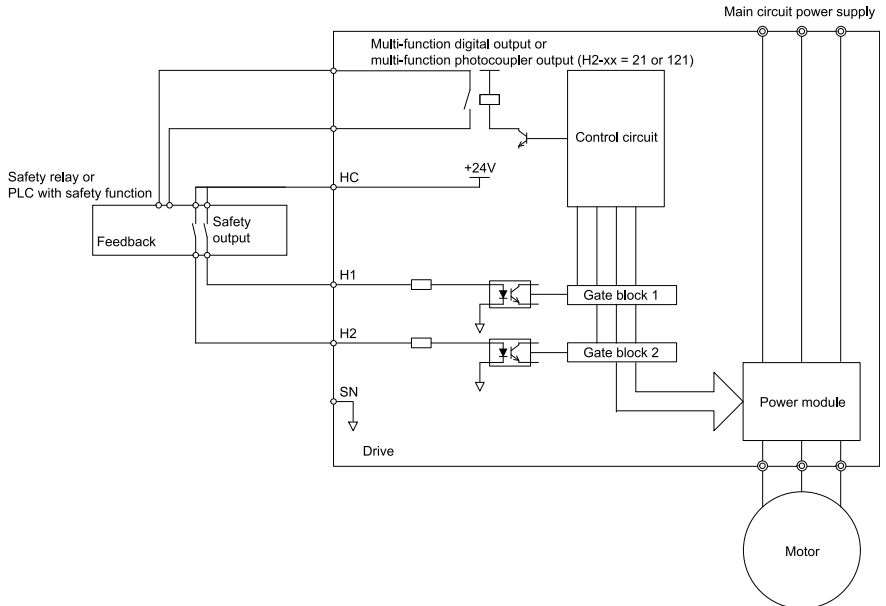 Main circuit power supply
Multi-function digital output or
multi-function photocoupler output (H2-xx = 21 or 121)
Control circuit
+24V
HC
Safety relay or
PLC with safety function
Safety
output
Feedback
H1
Gate block 1
H2
Gate block 2
SN
Power module
Drive
Motor